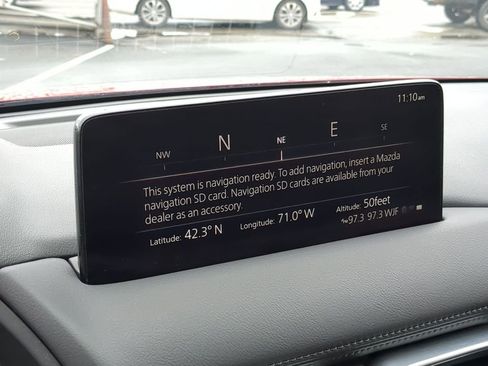 11:10am
NW N NE E SE
This system is navigation ready. To add navigation, insert a Mazda
navigation SD card. Navigation SD cards are available from your
dealer as an accessory.
Latitude: 42.3° N Longitude: 71.0° W Altitude: 50feet
97.3 97.3 WJF